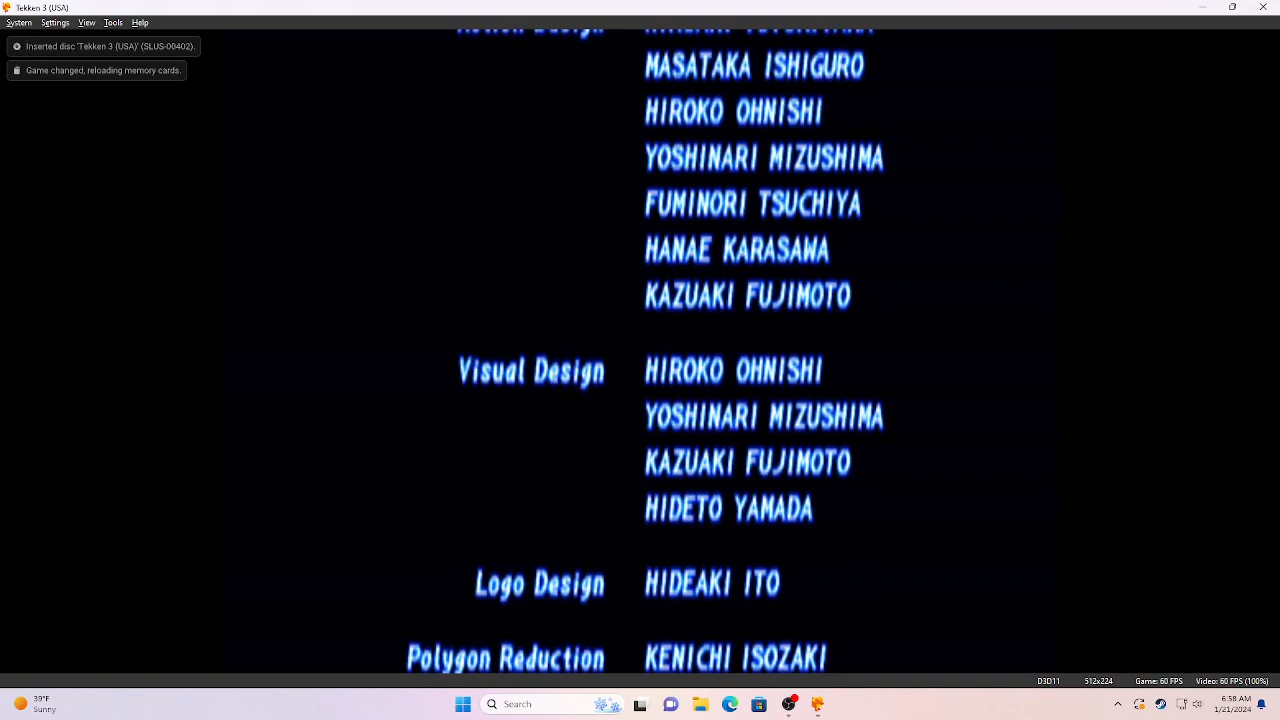 Tekken 3 (USA)
System Settings View Tools Help
Inserted disc 'Tekken 3 (USA)' (SLUS-00402).
Game changed, reloading memory cards.
MASATAKA ISHIGURO
HIROKO OHNISHI
YOSHINARI MIZUSHIMA
FUMINORI TSUCHIYA
HANAE KARASAWA
KAZUAKI FUJIMOTO
Visual Design HIROKO OHNISHI
YOSHINARI MIZUSHIMA
KAZUAKI FUJIMOTO
HIDETO YAMADA
Logo Design HIDEAKI ITO
Polygon Reduction KENICHI ISOZAKI
D3D11 512x224 Game: 60 FPS Video: 60 FPS (100%)
39°F
Sunny
Search
6:58 AM
1/21/2024